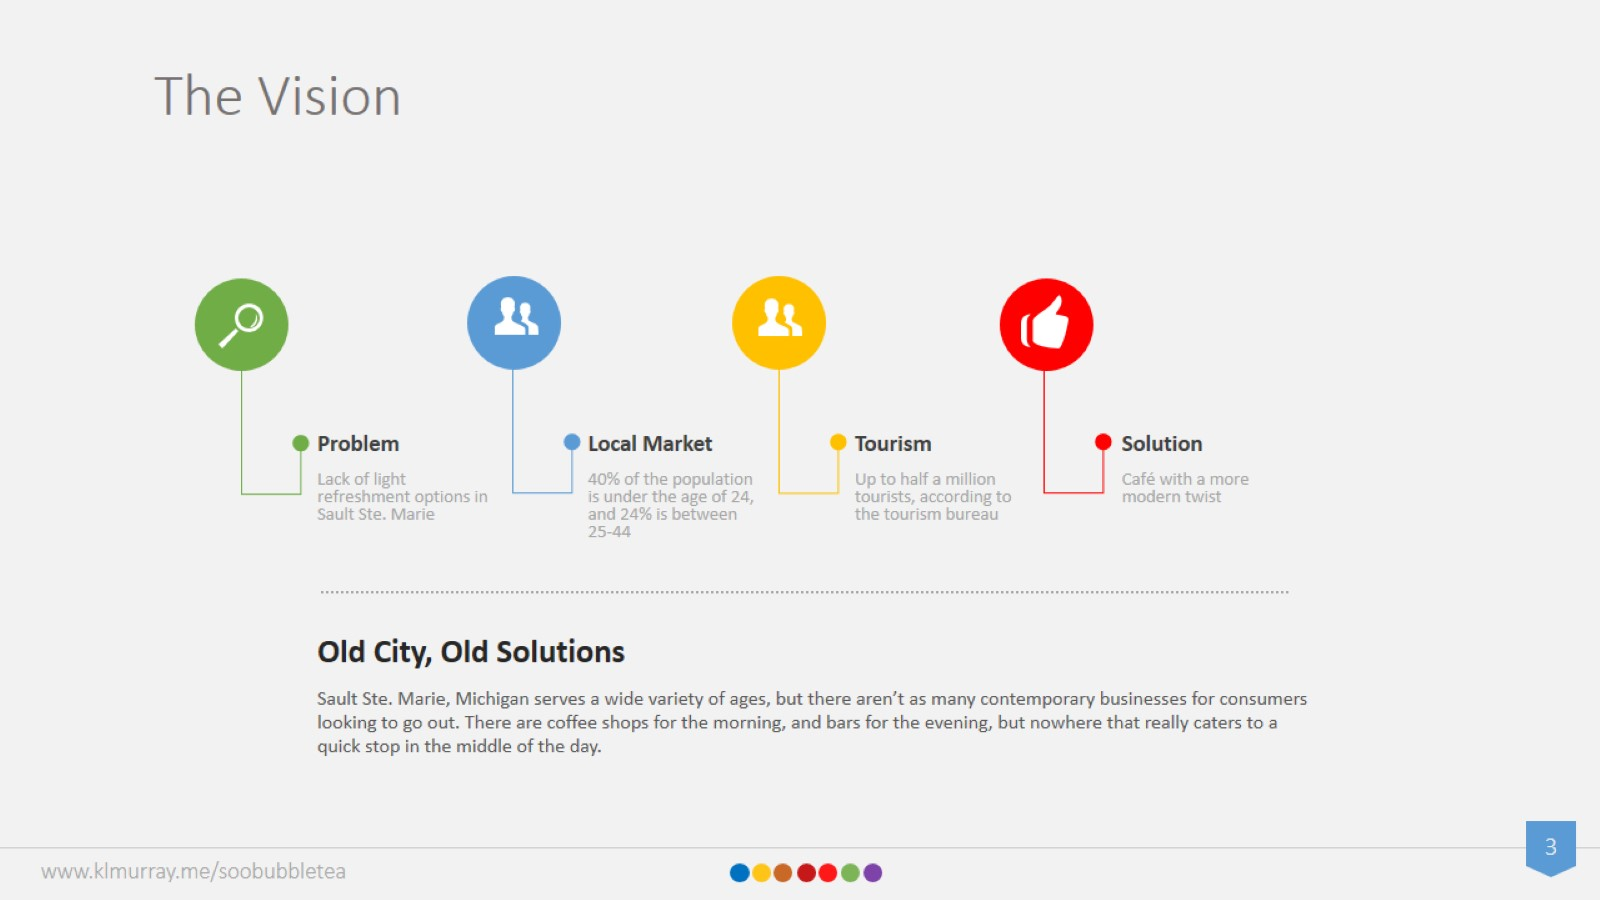 The Vision
Problem
Lack of light
refreshment options in
Sault Ste. Marie
Local Market
40% of the population
is under the age of 24,
and 24% is between
25-44
Tourism
Up to half a million
tourists, according to
the tourism bureau
Solution
Café with a more
modern twist
Old City, Old Solutions
Sault Ste. Marie, Michigan serves a wide variety of ages, but there aren’t as many contemporary businesses for consumers
looking to go out. There are coffee shops for the morning, and bars for the evening, but nowhere that really caters to a
quick stop in the middle of the day.
www.klmurray.me/soobubbletea
3